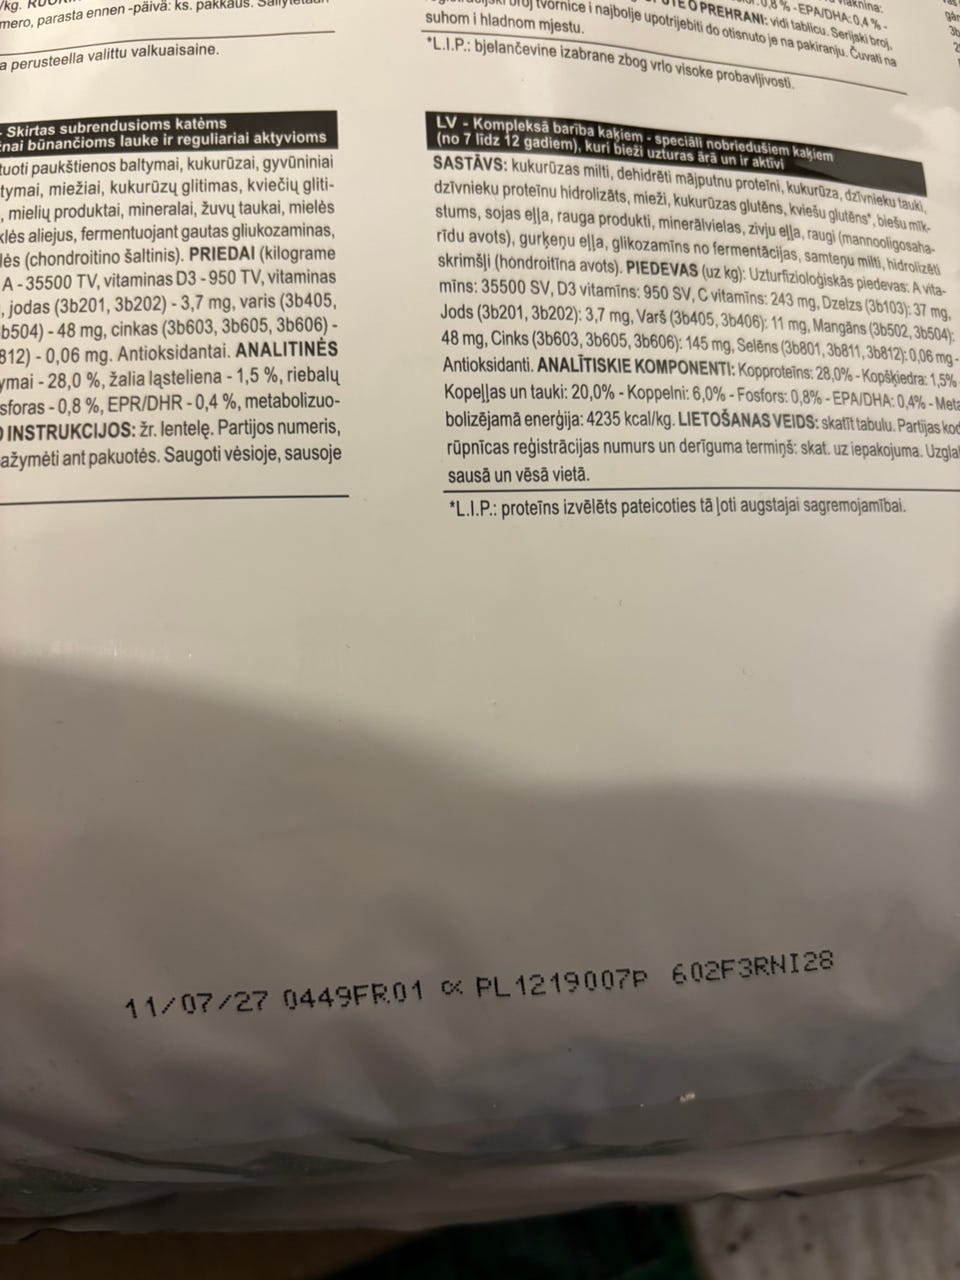 /kg.
mero, parasta ennen -päivä: ks. pakkaus.
a perusteella valittu valkuaisaine.
tvornice i najbolje upotrijebiti do otisnuto je na pakiranju. Čuvati na
suhom i hladnom mjestu.
O PREHRANI: vidi tablicu. Serijski broj,
0,8 % - EPA/DHA: 0,4 % -
*L.I.P.: bjelančevine izabrane zbog vrlo visoke probavljivosti.
- Skirtas subrendusioms katėms
nai būnančioms lauke ir reguliariai aktyvioms
tuoti paukštienos baltymai, kukurūzai, gyvūniniai
tymai, miežiai, kukurūzų glitimas, kviečių gliti-
, mielių produktai, mineralai, žuvų taukai, mielės
klės aliejus, fermentuojant gautas gliukozaminas,
lės (chondroitino šaltinis). PRIEDAI (kilograme
A - 35500 TV, vitaminas D3 - 950 TV, vitaminas
, jodas (3b201, 3b202) - 3,7 mg, varis (3b405,
b504) - 48 mg, cinkas (3b603, 3b605, 3b606) -
812) - 0,06 mg. Antioksidantai. ANALITINĖS
ymai - 28,0 %, žalia ląsteliena - 1,5 %, riebalų
sforas - 0,8 %, EPR/DHR - 0,4 %, metabolizuo-
INSTRUKCIJOS: žr. lentelę. Partijos numeris,
ažymėti ant pakuotės. Saugoti vėsioje, sausoje
LV - Kompleksā barība kaķiem - speciāli nobriedušiem kaķiem
(no 7 līdz 12 gadiem), kuri bieži uzturas ārā un ir aktīvi
SASTĀVS: kukurūzas milti, dehidrēti mājputnu proteīni, kukurūza, dzīvnieku tauki,
dzīvnieku proteīnu hidrolizāts, mieži, kukurūzas glutēns, kviešu glutēns*, biešu mīk-
stums, sojas eļļa, rauga produkti, minerālvielas, zivju eļļa, raugi (mannooligosaha-
rīdu avots), gurķeņu eļļa, glikozamīns no fermentācijas, samteņu milti, hidrolizēti
skrimšļi (hondroitīna avots). PIEDEVAS (uz kg): Uzturfizioloģiskās piedevas: A vita-
mīns: 35500 SV, D3 vitamīns: 950 SV, C vitamīns: 243 mg, Dzelzs (3b103): 37 mg,
Jods (3b201, 3b202): 3,7 mg, Varš (3b405, 3b406): 11 mg, Mangāns (3b502, 3b504):
48 mg, Cinks (3b603, 3b605, 3b606): 145 mg, Selēns (3b801, 3b811, 3b812): 0,06 mg -
Antioksidanti. ANALĪTISKIE KOMPONENTI: Kopproteīns: 28,0% - Kopšķiedra: 1,5% -
Kopeļļas un tauki: 20,0% - Koppelni: 6,0% - Fosfors: 0,8% - EPA/DHA: 0,4% - Meta
bolizējamā enerģija: 4235 kcal/kg. LIETOŠANAS VEIDS: skatīt tabulu. Partijas kod
rūpnīcas reģistrācijas numurs un derīguma termiņš: skat. uz iepakojuma. Uzglab
sausā un vēsā vietā.
*L.I.P.: proteīns izvēlēts pateicoties tā ļoti augstajai sagremojamībai.
11/07/27 0449FR01 α PL1219007P 602F3RNI28